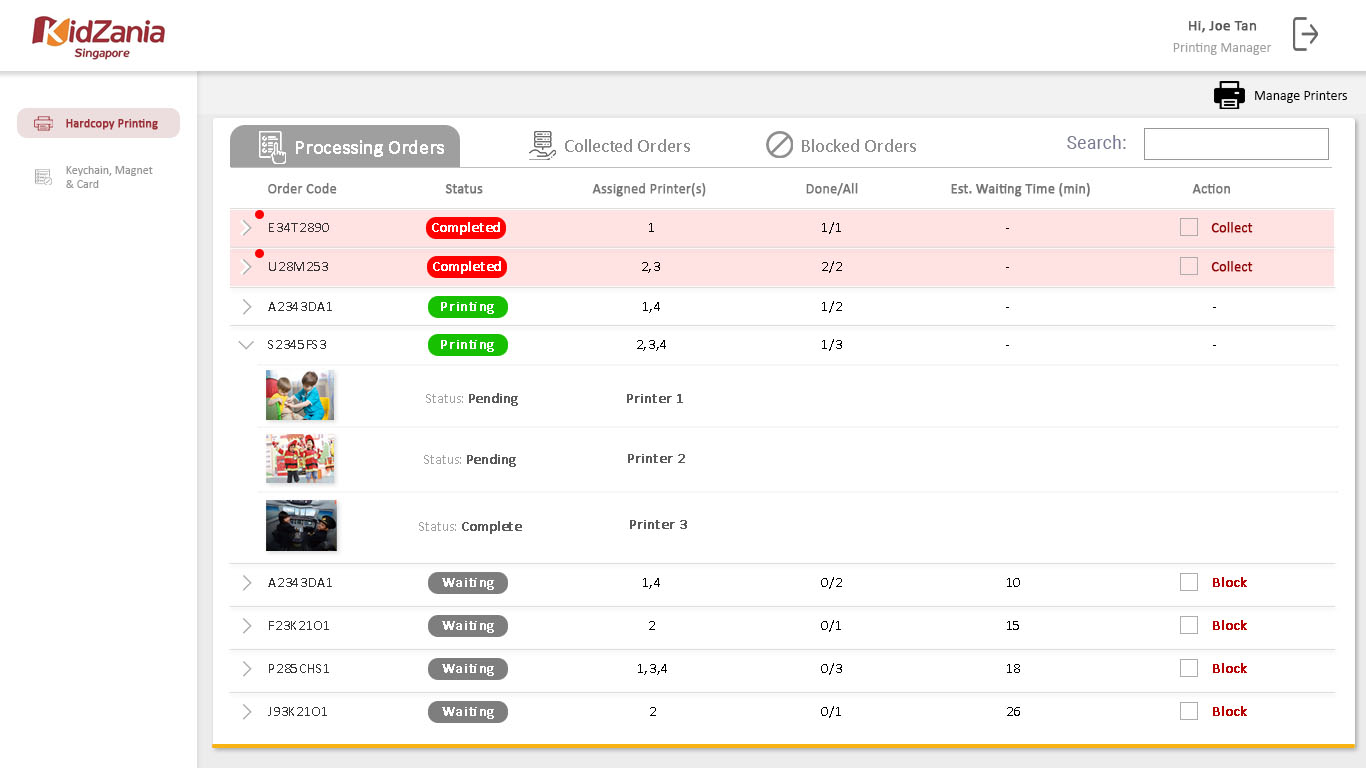 KidZania
Singapore
Hi, Joe Tan
Printing Manager
Manage Printers
Hardcopy Printing
Keychain, Magnet
& Card
Processing Orders
Collected Orders
Blocked Orders
Search:
Order Code Status Assigned Printer(s) Done/All Est. Waiting Time (min) Action
E34T2890 Completed 1 1/1 - Collect
U28M253 Completed 2,3 2/2 - Collect
A2343DA1 Printing 1,4 1/2 - -
S2345FS3 Printing 2,3,4 1/3 - -
Status: Pending Printer 1
Status: Pending Printer 2
Status: Complete Printer 3
A2343DA1 Waiting 1,4 0/2 10 Block
F23K21O1 Waiting 2 0/1 15 Block
P285CHS1 Waiting 1,3,4 0/3 18 Block
J93K21O1 Waiting 2 0/1 26 Block